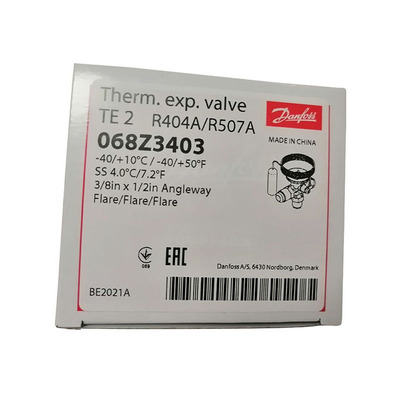 Therm. exp. valve
TE 2 R404A/R507A
068Z3403
-40/+10°C / -40/+50°F
SS 4.0°C/7.2°F
3/8in x 1/2in Angleway
Flare/Flare/Flare
Danfoss
MADE IN CHINA
089
EAC
Danfoss A/S, 6430 Nordborg, Denmark
BE2021A